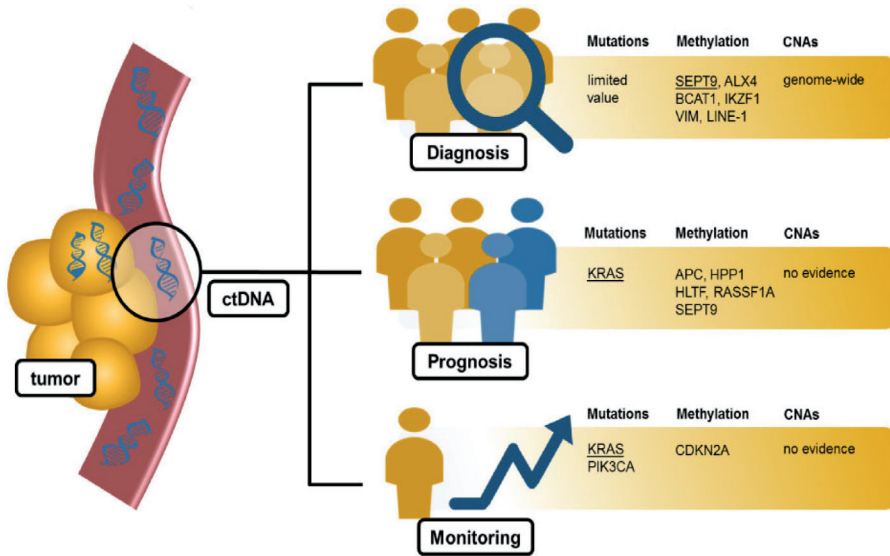 Mutations Methylation CNAs
limited SEPT9, ALX4 genome-wide
value BCAT1, IKZF1
VIM, LINE-1
Diagnosis
Mutations Methylation CNAs
KRAS APC, HPP1 no evidence
HLTF, RASSF1A
SEPT9
ctDNA
Prognosis
tumor
Mutations Methylation CNAs
KRAS CDKN2A no evidence
PIK3CA
Monitoring